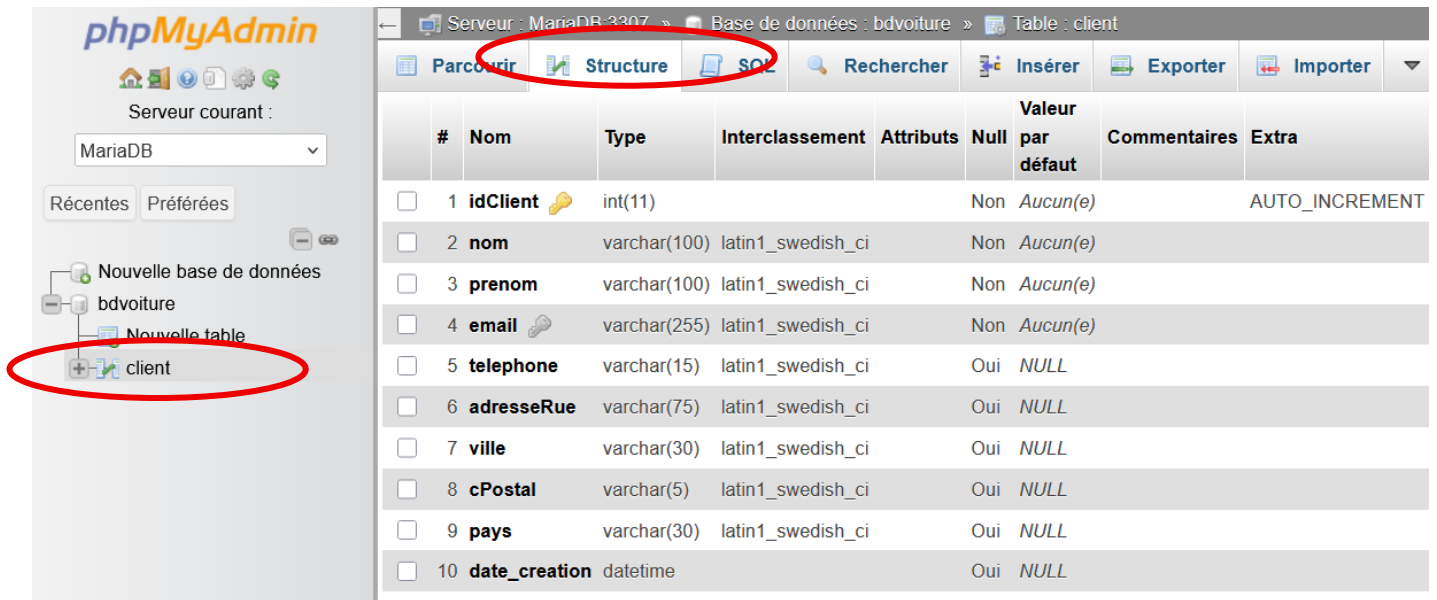 phpMyAdmin
Serveur courant :
MariaDB
Récentes Préférées
Nouvelle base de données
bdvoiture
Nouvelle table
client
Serveur : MariaDB:3307 » Base de données : bdvoiture » Table : client
Parcourir Structure SQL Rechercher Insérer Exporter Importer
# Nom Type Interclassement Attributs Null Valeur par défaut Commentaires Extra
1 idClient int(11) Non Aucun(e) AUTO_INCREMENT
2 nom varchar(100) latin1_swedish_ci Non Aucun(e)
3 prenom varchar(100) latin1_swedish_ci Non Aucun(e)
4 email varchar(255) latin1_swedish_ci Non Aucun(e)
5 telephone varchar(15) latin1_swedish_ci Oui NULL
6 adresseRue varchar(75) latin1_swedish_ci Oui NULL
7 ville varchar(30) latin1_swedish_ci Oui NULL
8 cPostal varchar(5) latin1_swedish_ci Oui NULL
9 pays varchar(30) latin1_swedish_ci Oui NULL
10 date_creation datetime Oui NULL